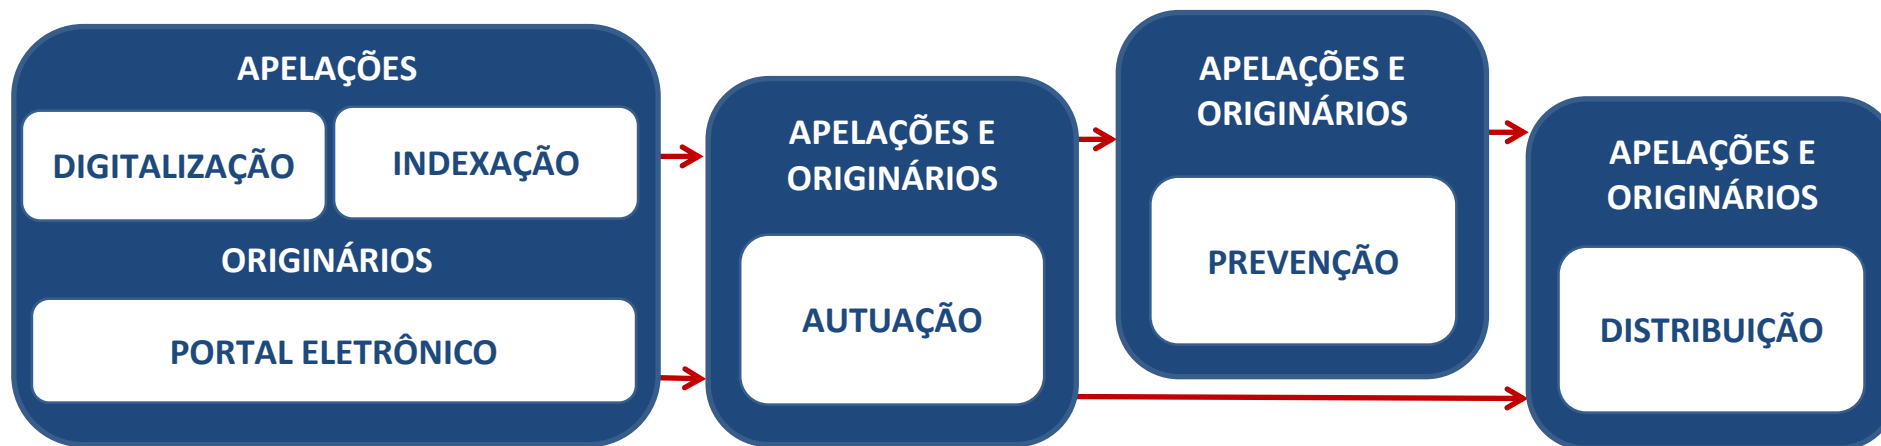 APELAÇÕES
DIGITALIZAÇÃO
INDEXAÇÃO
ORIGINÁRIOS
PORTAL ELETRÔNICO
APELAÇÕES E
ORIGINÁRIOS
AUTUAÇÃO
APELAÇÕES E
ORIGINÁRIOS
PREVENÇÃO
APELAÇÕES E
ORIGINÁRIOS
DISTRIBUIÇÃO